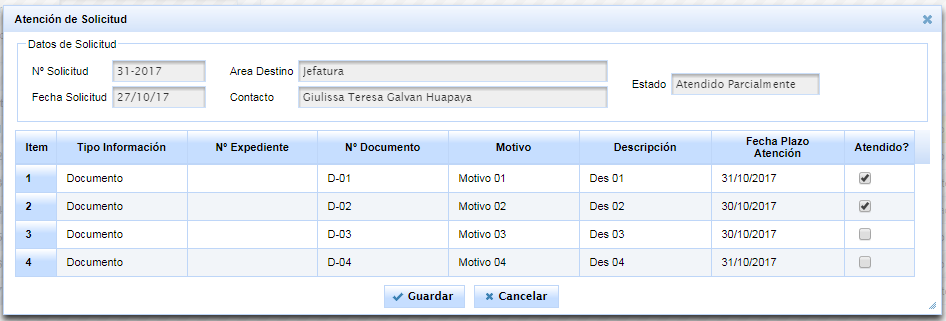 Atención de Solicitud
Datos de Solicitud
Nº Solicitud 31-2017 Area Destino Jefatura
Estado Atendido Parcialmente
Fecha Solicitud 27/10/17 Contacto Giulissa Teresa Galvan Huapaya
Item Tipo Información Nº Expediente Nº Documento Motivo Descripción Fecha Plazo Atención Atendido?
1 Documento D-01 Motivo 01 Des 01 31/10/2017
2 Documento D-02 Motivo 02 Des 02 30/10/2017
3 Documento D-03 Motivo 03 Des 03 30/10/2017
4 Documento D-04 Motivo 04 Des 04 31/10/2017
Guardar Cancelar